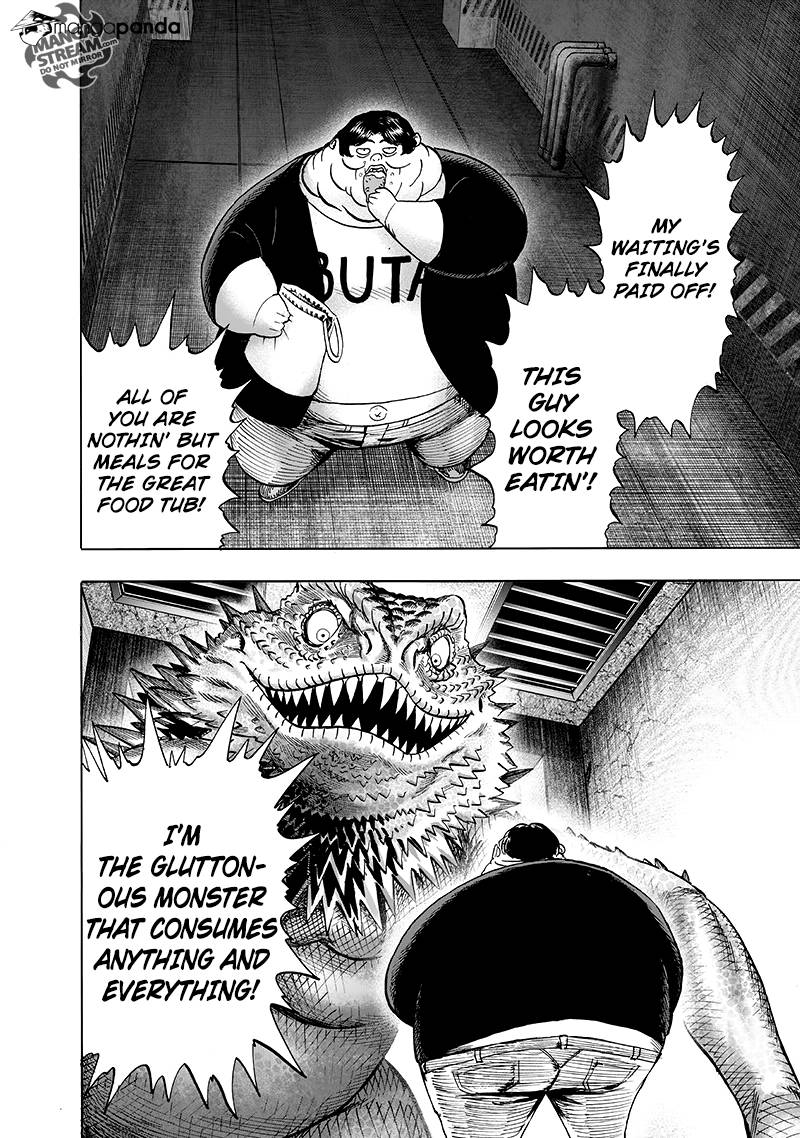 mangapanda
MANGA
STREAM.COM
DO NOT MIRROR
MY
WAITING'S
FINALLY
PAID OFF!
THIS
GUY
LOOKS
WORTH
EATIN'!
BUTA
ALL OF
YOU ARE
NOTHIN' BUT
MEALS FOR
THE GREAT
FOOD TUB!
I'M
THE GLUTTON-
OUS MONSTER
THAT CONSUMES
ANYTHING AND
EVERYTHING!